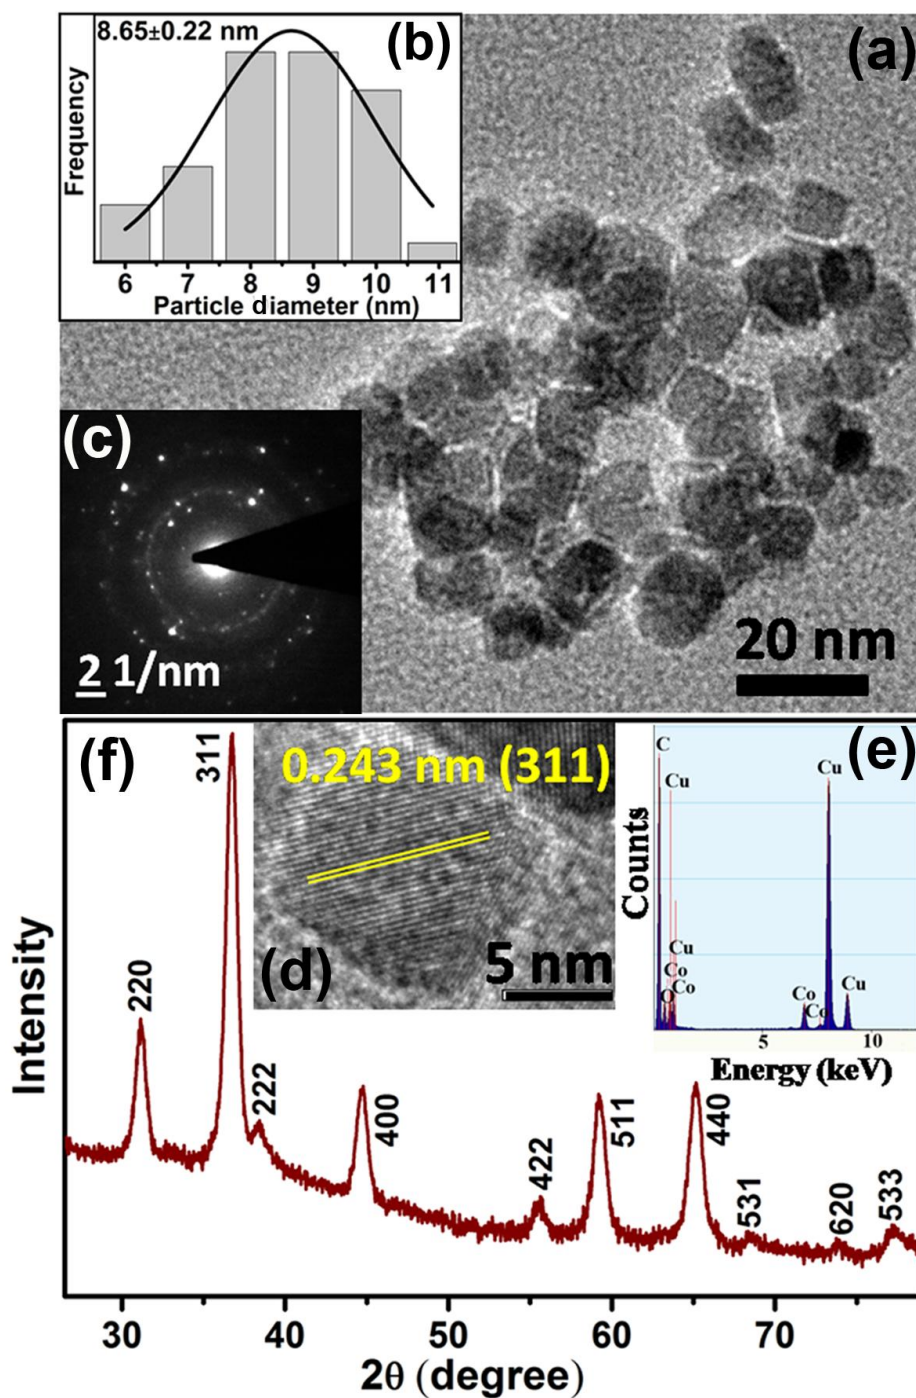 8.65±0.22 nm
(b)
(a)
Frequency
6 7 8 9 10 11
Particle diameter (nm)
(c)
2 1/nm
20 nm
(f)
311
0.243 nm (311)
(d)
5 nm
(e)
C
Cu
Cu
Cu
Co
Co
O
Co
Co
Cu
Counts
5 10
Energy (keV)
Intensity
220
222
400
422
511
440
531
620
533
30 40 50 60 70
2θ (degree)